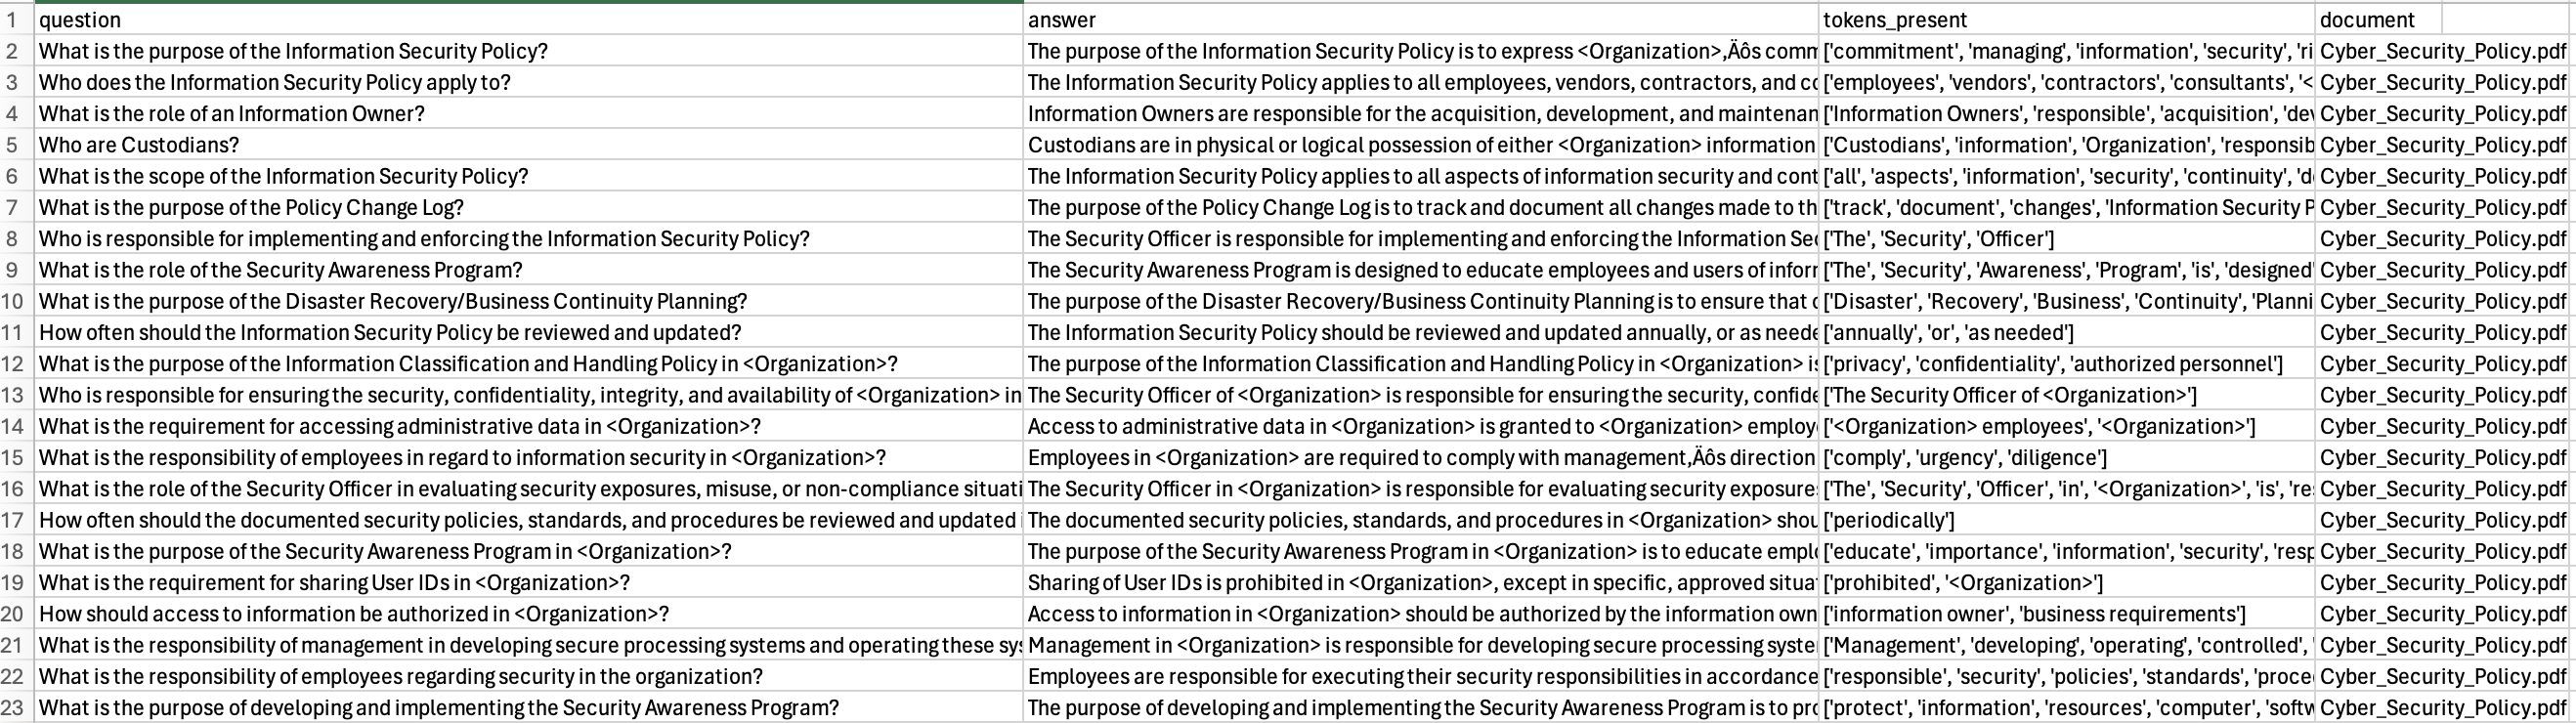 1 question answer tokens_present document
2 What is the purpose of the Information Security Policy? The purpose of the Information Security Policy is to express <Organization>‚Äôs comm ['commitment', 'managing', 'information', 'security', 'ri Cyber_Security_Policy.pdf
3 Who does the Information Security Policy apply to? The Information Security Policy applies to all employees, vendors, contractors, and co ['employees', 'vendors', 'contractors', 'consultants', '< Cyber_Security_Policy.pdf
4 What is the role of an Information Owner? Information Owners are responsible for the acquisition, development, and maintenan ['Information Owners', 'responsible', 'acquisition', 'dev Cyber_Security_Policy.pdf
5 Who are Custodians? Custodians are in physical or logical possession of either <Organization> information ['Custodians', 'information', 'Organization', 'responsib Cyber_Security_Policy.pdf
6 What is the scope of the Information Security Policy? The Information Security Policy applies to all aspects of information security and cont ['all', 'aspects', 'information', 'security', 'continuity', 'd Cyber_Security_Policy.pdf
7 What is the purpose of the Policy Change Log? The purpose of the Policy Change Log is to track and document all changes made to th ['track', 'document', 'changes', 'Information Security P Cyber_Security_Policy.pdf
8 Who is responsible for implementing and enforcing the Information Security Policy? The Security Officer is responsible for implementing and enforcing the Information Sec ['The', 'Security', 'Officer'] Cyber_Security_Policy.pdf
9 What is the role of the Security Awareness Program? The Security Awareness Program is designed to educate employees and users of infor ['The', 'Security', 'Awareness', 'Program', 'is', 'designed' Cyber_Security_Policy.pdf
10 What is the purpose of the Disaster Recovery/Business Continuity Planning? The purpose of the Disaster Recovery/Business Continuity Planning is to ensure that ['Disaster', 'Recovery', 'Business', 'Continuity', 'Planni Cyber_Security_Policy.pdf
11 How often should the Information Security Policy be reviewed and updated? The Information Security Policy should be reviewed and updated annually, or as neede ['annually', 'or', 'as needed'] Cyber_Security_Policy.pdf
12 What is the purpose of the Information Classification and Handling Policy in <Organization>? The purpose of the Information Classification and Handling Policy in <Organization> is ['privacy', 'confidentiality', 'authorized personnel'] Cyber_Security_Policy.pdf
13 Who is responsible for ensuring the security, confidentiality, integrity, and availability of <Organization> in The Security Officer of <Organization> is responsible for ensuring the security, confide ['The Security Officer of <Organization>'] Cyber_Security_Policy.pdf
14 What is the requirement for accessing administrative data in <Organization>? Access to administrative data in <Organization> is granted to <Organization> employ ['<Organization> employees', '<Organization>'] Cyber_Security_Policy.pdf
15 What is the responsibility of employees in regard to information security in <Organization>? Employees in <Organization> are required to comply with management‚Äôs direction ['comply', 'urgency', 'diligence'] Cyber_Security_Policy.pdf
16 What is the role of the Security Officer in evaluating security exposures, misuse, or non-compliance situati The Security Officer in <Organization> is responsible for evaluating security exposures ['The', 'Security', 'Officer', 'in', '<Organization>', 'is', 're Cyber_Security_Policy.pdf
17 How often should the documented security policies, standards, and procedures be reviewed and updated The documented security policies, standards, and procedures in <Organization> shou ['periodically'] Cyber_Security_Policy.pdf
18 What is the purpose of the Security Awareness Program in <Organization>? The purpose of the Security Awareness Program in <Organization> is to educate empl ['educate', 'importance', 'information', 'security', 'resp Cyber_Security_Policy.pdf
19 What is the requirement for sharing User IDs in <Organization>? Sharing of User IDs is prohibited in <Organization>, except in specific, approved situa ['prohibited', '<Organization>'] Cyber_Security_Policy.pdf
20 How should access to information be authorized in <Organization>? Access to information in <Organization> should be authorized by the information own ['information owner', 'business requirements'] Cyber_Security_Policy.pdf
21 What is the responsibility of management in developing secure processing systems and operating these sys Management in <Organization> is responsible for developing secure processing syste ['Management', 'developing', 'operating', 'controlled', ' Cyber_Security_Policy.pdf
22 What is the responsibility of employees regarding security in the organization? Employees are responsible for executing their security responsibilities in accordance ['responsible', 'security', 'policies', 'standards', 'proce Cyber_Security_Policy.pdf
23 What is the purpose of developing and implementing the Security Awareness Program? The purpose of developing and implementing the Security Awareness Program is to pro ['protect', 'information', 'resources', 'computer', 'softw Cyber_Security_Policy.pdf